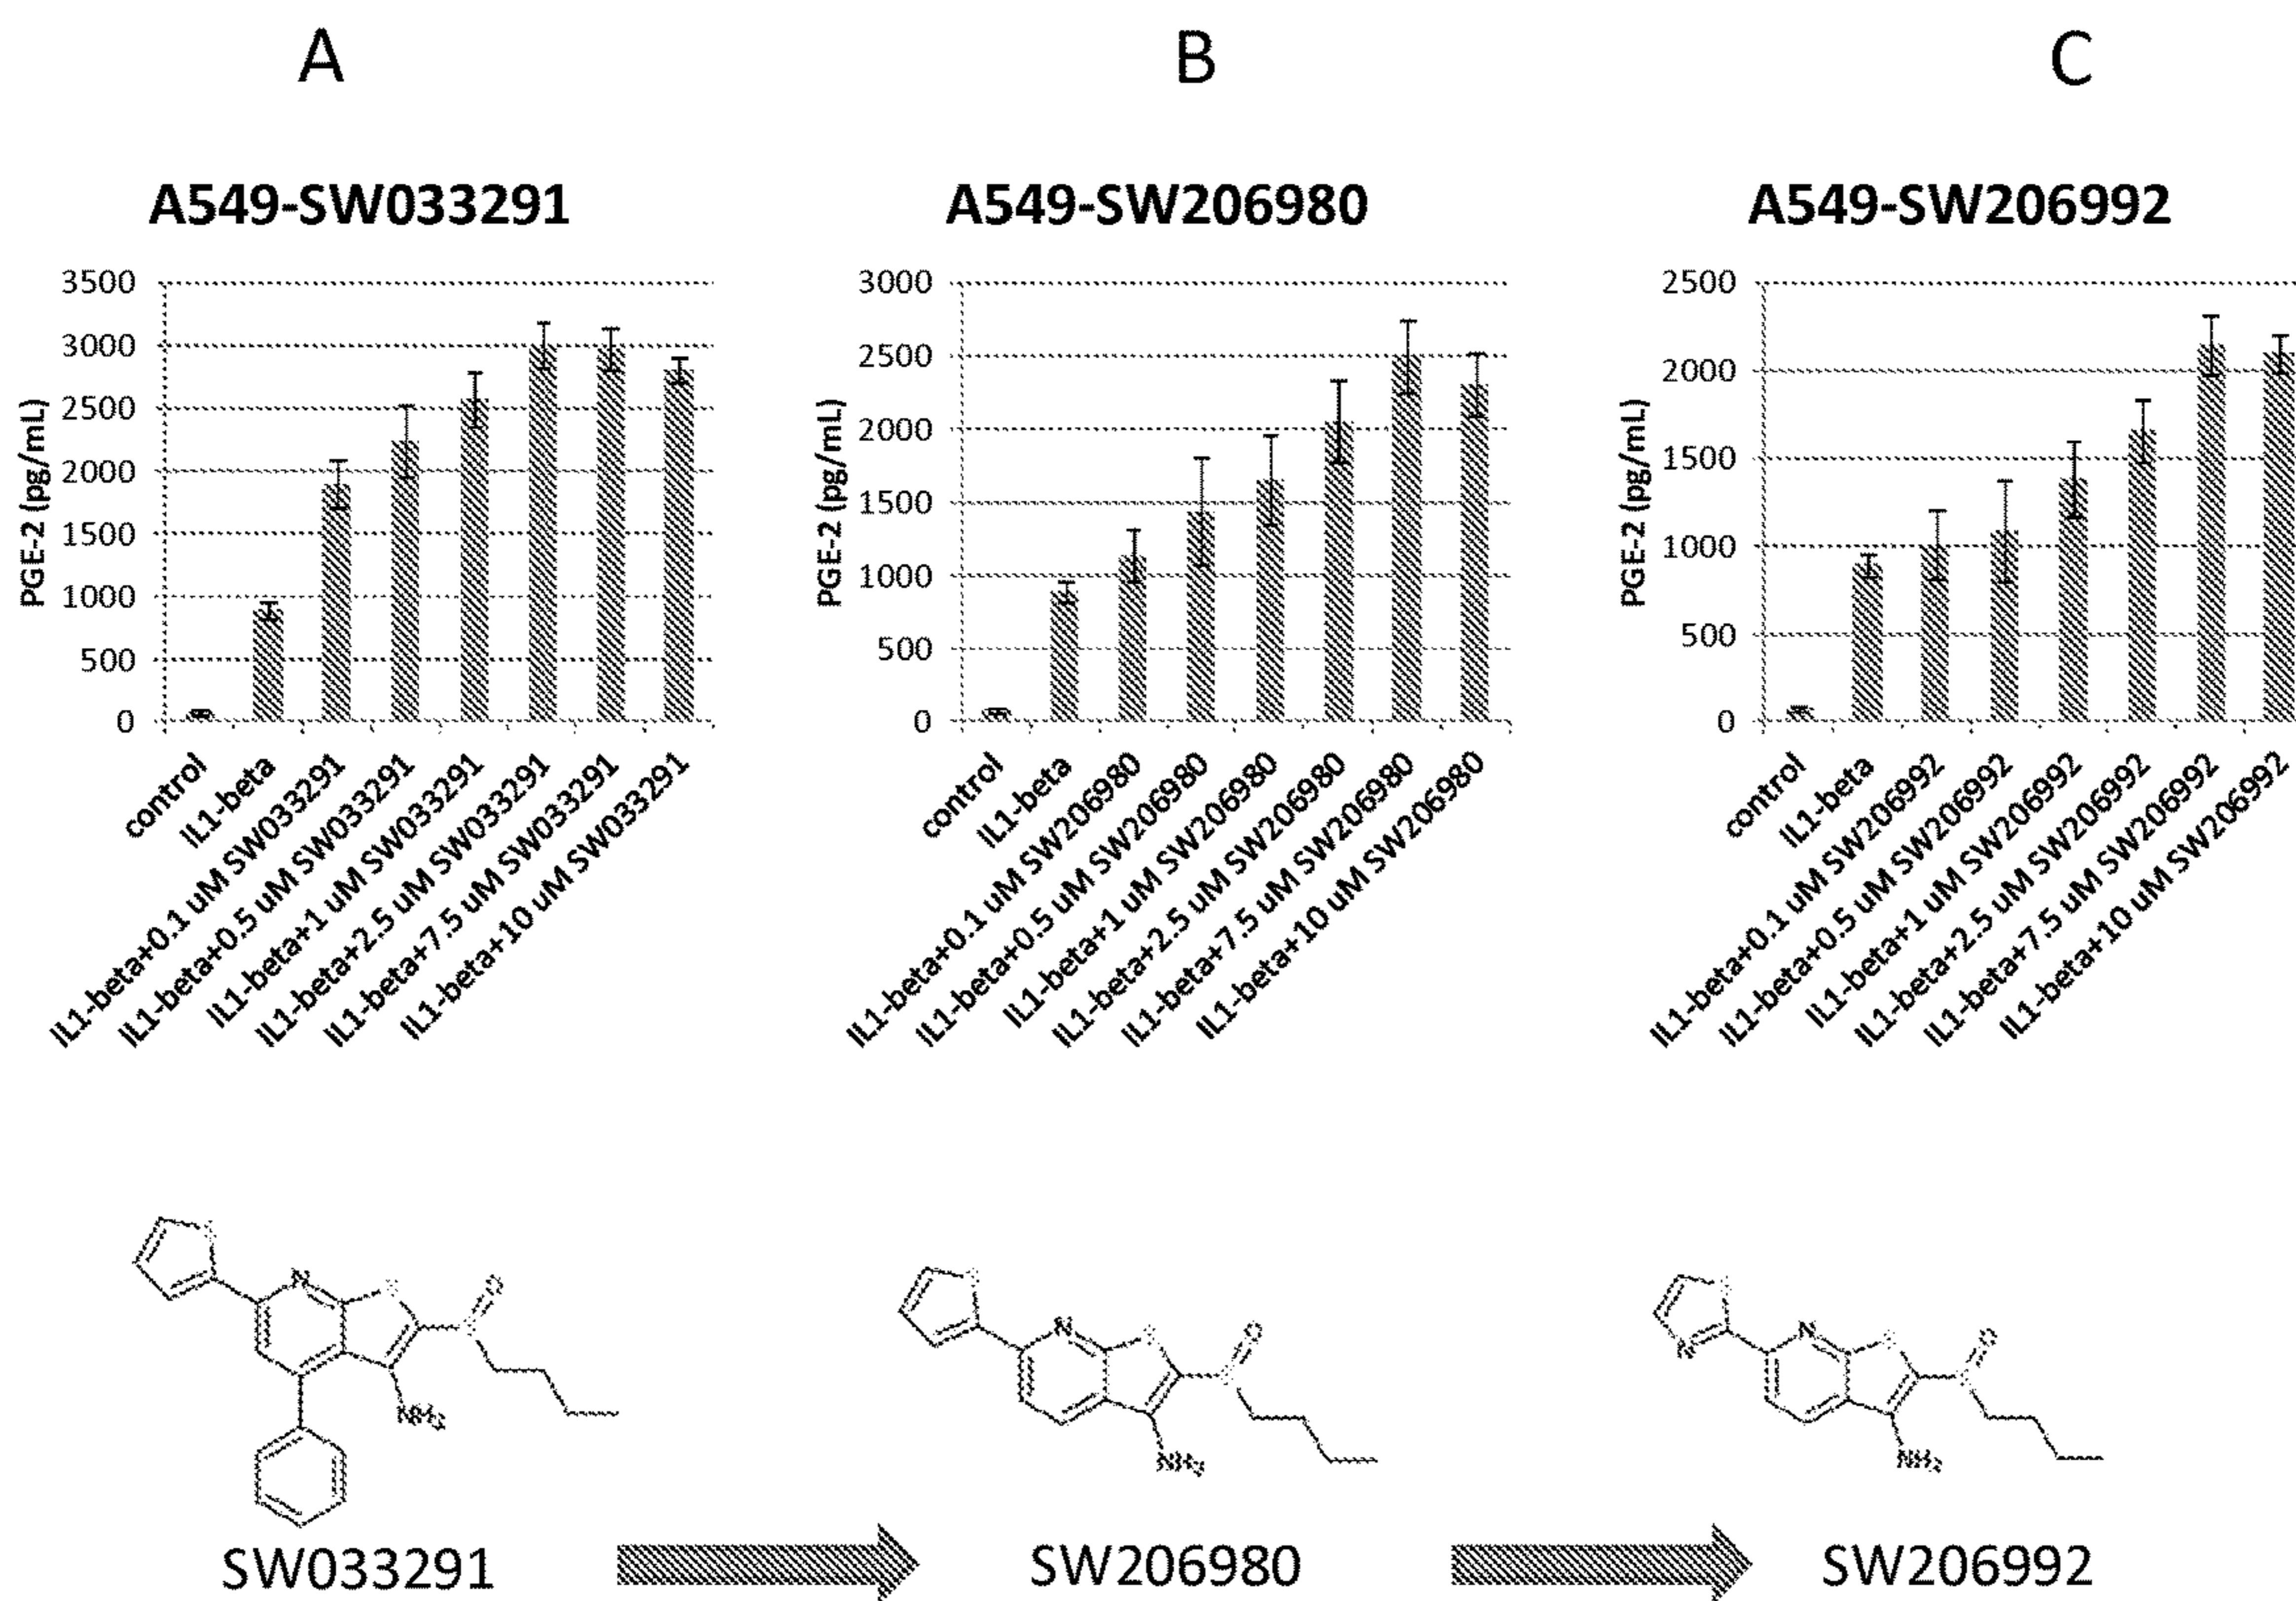 A
B
C
A549-SW033291
A549-SW206980
A549-SW206992
PGE-2 (pg/mL)
3500
3000
2500
2000
1500
1000
500
0
control
IL1-beta
IL1-beta+0.1 uM SW033291
IL1-beta+0.5 uM SW033291
IL1-beta+1 uM SW033291
IL1-beta+2.5 uM SW033291
IL1-beta+7.5 uM SW033291
IL1-beta+10 uM SW033291
PGE-2 (pg/mL)
3000
2500
2000
1500
1000
500
0
control
IL1-beta
IL1-beta+0.1 uM SW206980
IL1-beta+0.5 uM SW206980
IL1-beta+1 uM SW206980
IL1-beta+2.5 uM SW206980
IL1-beta+7.5 uM SW206980
IL1-beta+10 uM SW206980
PGE-2 (pg/mL)
2500
2000
1500
1000
500
0
control
IL1-beta
IL1-beta+0.1 uM SW206992
IL1-beta+0.5 uM SW206992
IL1-beta+1 uM SW206992
IL1-beta+2.5 uM SW206992
IL1-beta+7.5 uM SW206992
IL1-beta+10 uM SW206992
S
N
S
O
S
NH2
S
N
S
O
S
NH2
S
N
N
S
O
S
NH2
SW033291
SW206980
SW206992